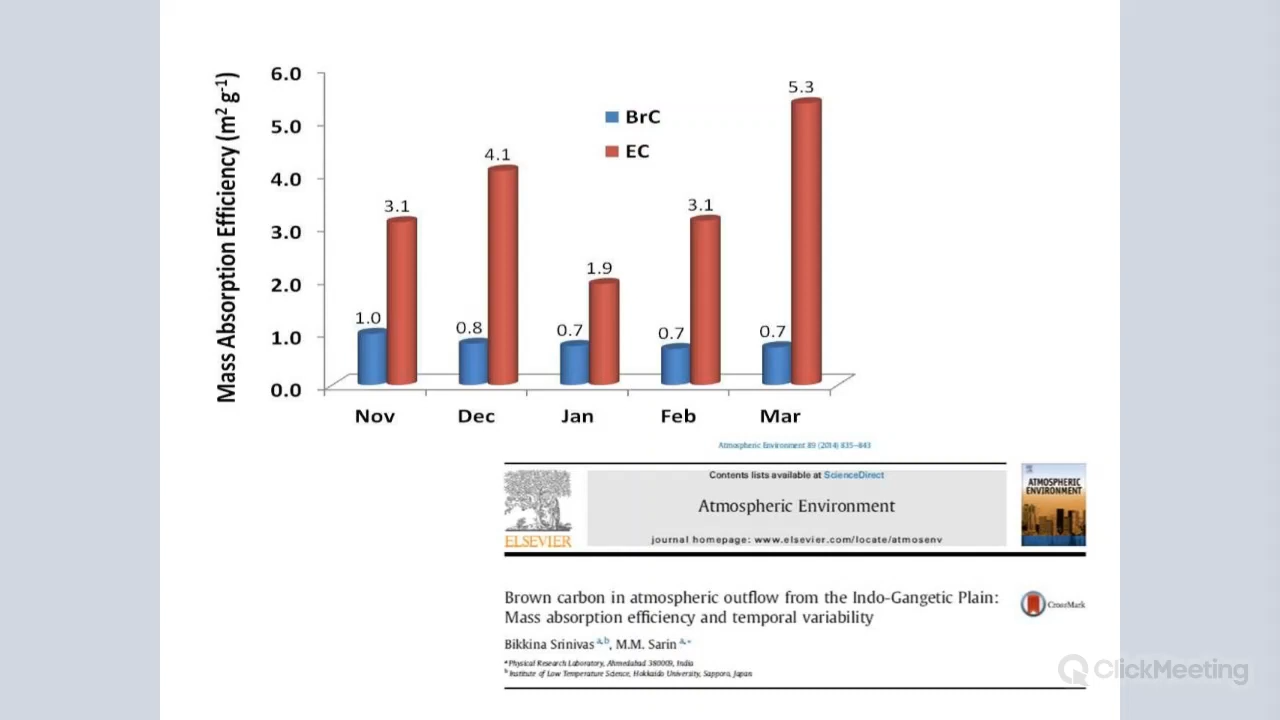 Mass Absorption Efficiency (m² g⁻¹)
6.0
5.0
4.0
3.0
2.0
1.0
0.0
BrC
EC
1.0
3.1
0.8
4.1
0.7
1.9
0.7
3.1
0.7
5.3
Nov Dec Jan Feb Mar
Atmospheric Environment 89 (2014) 835–843
Contents lists available at ScienceDirect
Atmospheric Environment
journal homepage: www.elsevier.com/locate/atmosenv
ELSEVIER
ATMOSPHERIC
ENVIRONMENT
Brown carbon in atmospheric outflow from the Indo-Gangetic Plain:
Mass absorption efficiency and temporal variability
CrossMark
Bikkina Srinivas a,b, M.M. Sarin a,*
a Physical Research Laboratory, Ahmedabad 380009, India
b Institute of Low Temperature Science, Hokkaido University, Sapporo, Japan
ClickMeeting